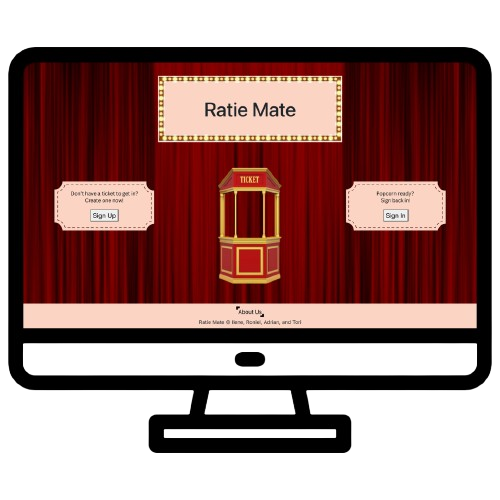 Ratie Mate
TICKET
Don't have a ticket to get in?
Create one now!
Sign Up
Popcorn ready?
Sign back in!
Sign In
About Us
Ratie Mate © Ilene, Rordel, Adrian, and Tori